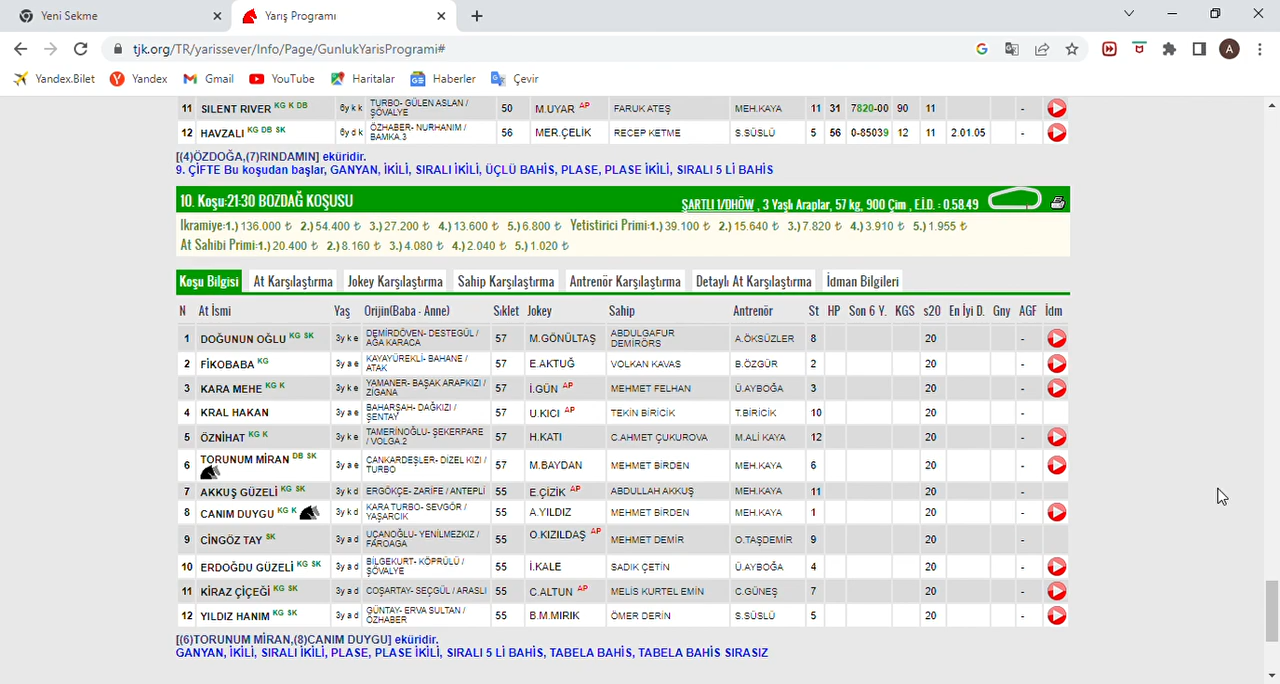 Yeni Sekme
Yarış Programı
tjk.org/TR/yarissever/Info/Page/GunlukYarisProgrami#
A
Yandex.Bilet Yandex Gmail YouTube Haritalar Haberler Çevir
11 SILENT RIVER KG K DB 6y k k TURBO- GÜLEN ASLAN / ŞÖVALYE 50 M.UYAR AP FARUK ATEŞ MEH.KAYA 11 31 7820-00 90 11 -
12 HAVZALI KG DB SK 6y d k ÖZHABER- NURHANIM / BAMKA.3 56 MER.ÇELİK RECEP KETME S.SÜSLÜ 5 56 0-85039 12 11 2.01.05 -
[(4)ÖZDOĞA,(7)RINDAMIN] eküridir.
9. ÇİFTE Bu koşudan başlar, GANYAN, İKİLİ, SIRALI İKİLİ, ÜÇLÜ BAHİS, PLASE, PLASE İKİLİ, SIRALI 5 Lİ BAHİS
10. Koşu:21:30 BOZDAĞ KOŞUSU ŞARTLI 1/DHÖW , 3 Yaşlı Araplar, 57 kg, 900 Çim , E.İ.D. : 0.58.49
İkramiye:1.) 136.000 ₺ 2.) 54.400 ₺ 3.) 27.200 ₺ 4.) 13.600 ₺ 5.) 6.800 ₺ Yetistirici Primi:1.) 39.100 ₺ 2.) 15.640 ₺ 3.) 7.820 ₺ 4.) 3.910 ₺ 5.) 1.955 ₺
At Sahibi Primi:1.) 20.400 ₺ 2.) 8.160 ₺ 3.) 4.080 ₺ 4.) 2.040 ₺ 5.) 1.020 ₺
Koşu Bilgisi At Karşılaştırma Jokey Karşılaştırma Sahip Karşılaştırma Antrenör Karşılaştırma Detaylı At Karşılaştırma İdman Bilgileri
N At İsmi Yaş Orijin(Baba - Anne) Sıklet Jokey Sahip Antrenör St HP Son 6 Y. KGS s20 En İyi D. Gny AGF İdm
1 DOĞUNUN OĞLU KG SK 3y k e DEMİRDÖVEN- DESTEGÜL / AĞA KARACA 57 M.GÖNÜLTAŞ ABDULGAFUR DEMİRÖRS A.ÖKSÜZLER 8 20 -
2 FİKOBABA KG 3y a e KAYAYÜREKLİ- BAHANE / ATAK 57 E.AKTUĞ VOLKAN KAVAS B.ÖZGÜR 2 20 -
3 KARA MEHE KG K 3y k e YAMANER- BAŞAK ARAPKIZI / ZIGANA 57 İ.GÜN AP MEHMET FELHAN Ü.AYBOĞA 3 20 -
4 KRAL HAKAN 3y a e BAHARŞAH- DAĞKIZI / ŞENTAY 57 U.KICI AP TEKİN BİRİCİK T.BİRİCİK 10 20 -
5 ÖZNİHAT KG K 3y k e TAMERİNOĞLU- ŞEKERPARE / VOLGA.2 57 H.KATI C.AHMET ÇUKUROVA M.ALİ KAYA 12 20 -
6 TORUNUM MİRAN DB SK 3y a e CANKARDEŞLER- DİZEL KIZI / TURBO 57 M.BAYDAN MEHMET BİRDEN MEH.KAYA 6 20 -
7 AKKUŞ GÜZELİ KG SK 3y k d ERGÖKÇE- ZARİFE / ANTEPLİ 55 E.ÇİZİK AP ABDULLAH AKKUŞ MEH.KAYA 11 20 -
8 CANIM DUYGU KG K 3y k d KARA TURBO- SEVGÖR / YAŞARCIK 55 A.YILDIZ MEHMET BİRDEN MEH.KAYA 1 20 -
9 CİNGÖZ TAY SK 3y a d UÇANOĞLU- YENİLMEZKIZ / FAROAGA 55 O.KIZILDAŞ AP MEHMET DEMİR O.TAŞDEMİR 9 20 -
10 ERDOĞDU GÜZELİ KG SK 3y a d BİLGEKURT- KÖPRÜLÜ / ŞÖVALYE 55 İ.KALE SADIK ÇETİN Ü.AYBOĞA 4 20 -
11 KİRAZ ÇİÇEĞİ KG SK 3y a d COŞARTAY- SEÇGÜL / ARASLI 55 C.ALTUN AP MELİS KURTEL EMİN C.GÜNEŞ 7 20 -
12 YILDIZ HANIM KG SK 3y a d GÜNTAY- ERVA SULTAN / ÖZHABER 55 B.M.MIRIK ÖMER DERİN S.SÜSLÜ 5 20 -
[(6)TORUNUM MİRAN,(8)CANIM DUYGU] eküridir.
GANYAN, İKİLİ, SIRALI İKİLİ, PLASE, PLASE İKİLİ, SIRALI 5 Lİ BAHİS, TABELA BAHİS, TABELA BAHİS SIRASIZ